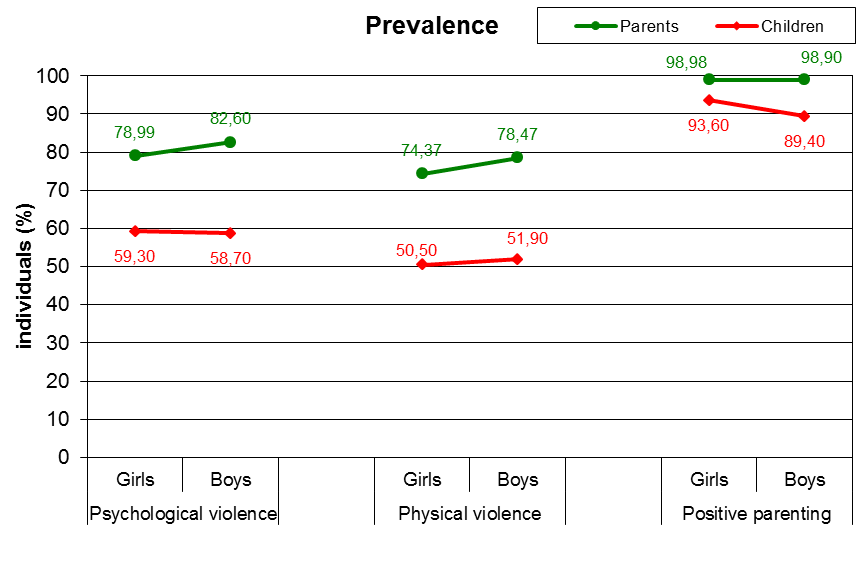 Prevalence
Parents Children
individuals (%)
100
90
80
70
60
50
40
30
20
10
0
78,99 82,60 74,37 78,47 98,98 98,90
59,30 58,70 50,50 51,90 93,60 89,40
Girls Boys Girls Boys Girls Boys
Psychological violence Physical violence Positive parenting